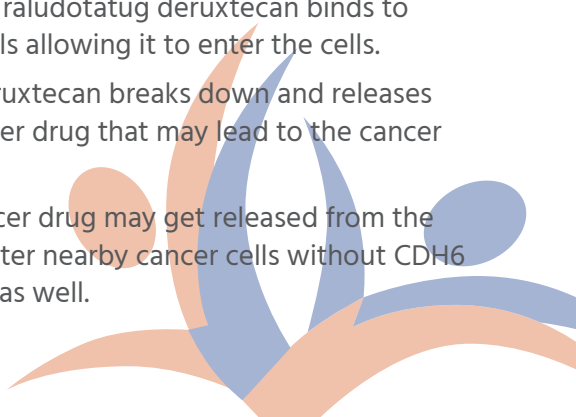 raludotatug deruxtecan binds to
ls allowing it to enter the cells.
ruxtecan breaks down and releases
er drug that may lead to the cancer
cer drug may get released from the
ter nearby cancer cells without CDH6
as well.